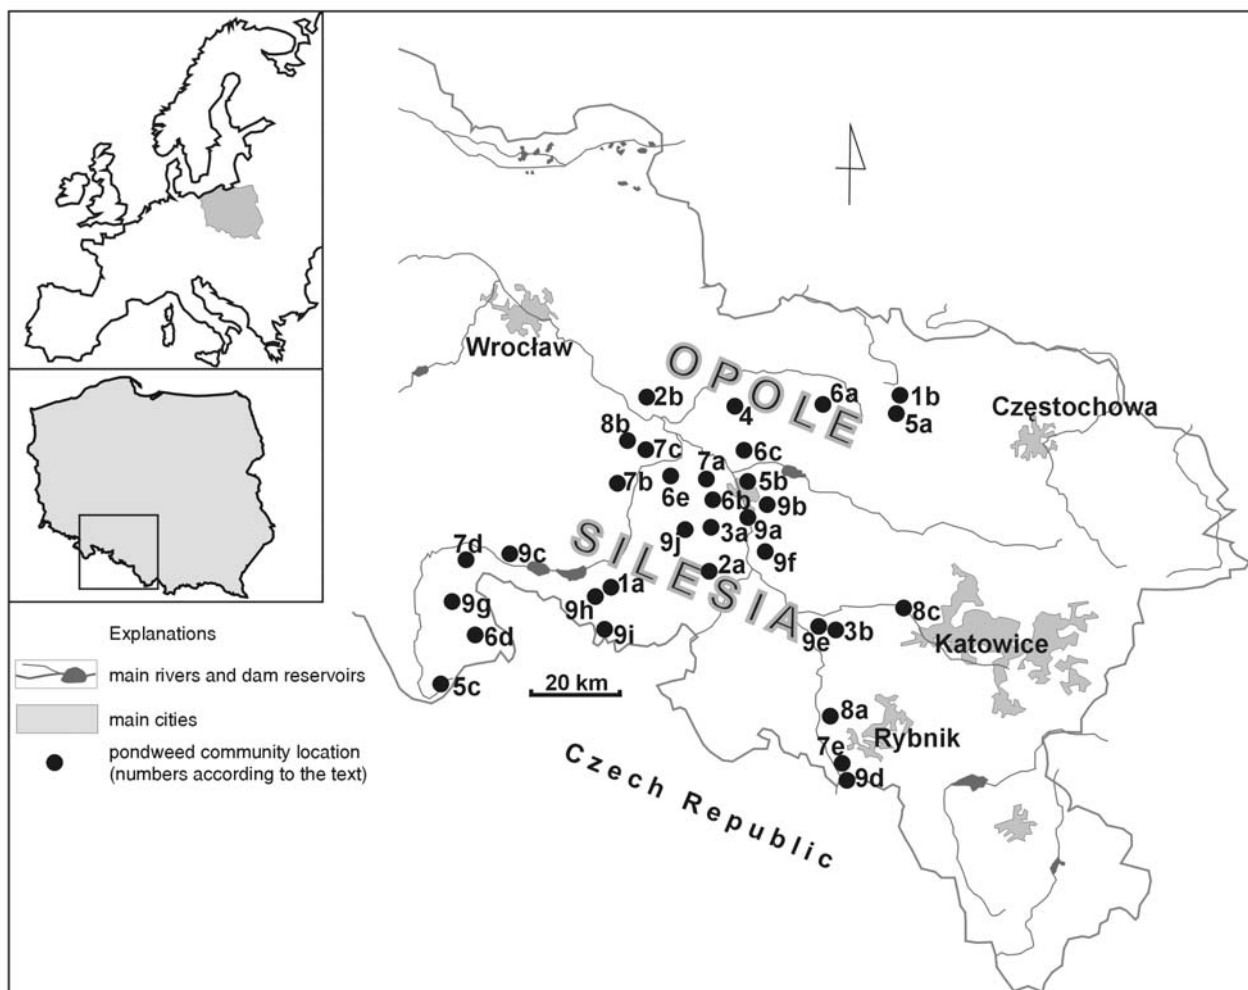 Wrocław
OPOLE
Częstochowa
2b
4
6a
1b
5a
8b
7c
6c
7a
7b
6e
5b
6b
9b
9a
3a
9j
9f
7d
9c
SILESIA
2a
1a
9h
9g
8c
9i
6d
9e
3b
Katowice
5c
20 km
8a
Rybnik
7e
9d
Czech Republic
Explanations
main rivers and dam reservoirs
main cities
pondweed community location
(numbers according to the text)